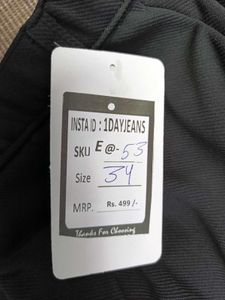 INSTA ID : 1DAYJEANS
SKU E @-53
Size 34
MRP. Rs. 499 /-
Thanks For Choosing